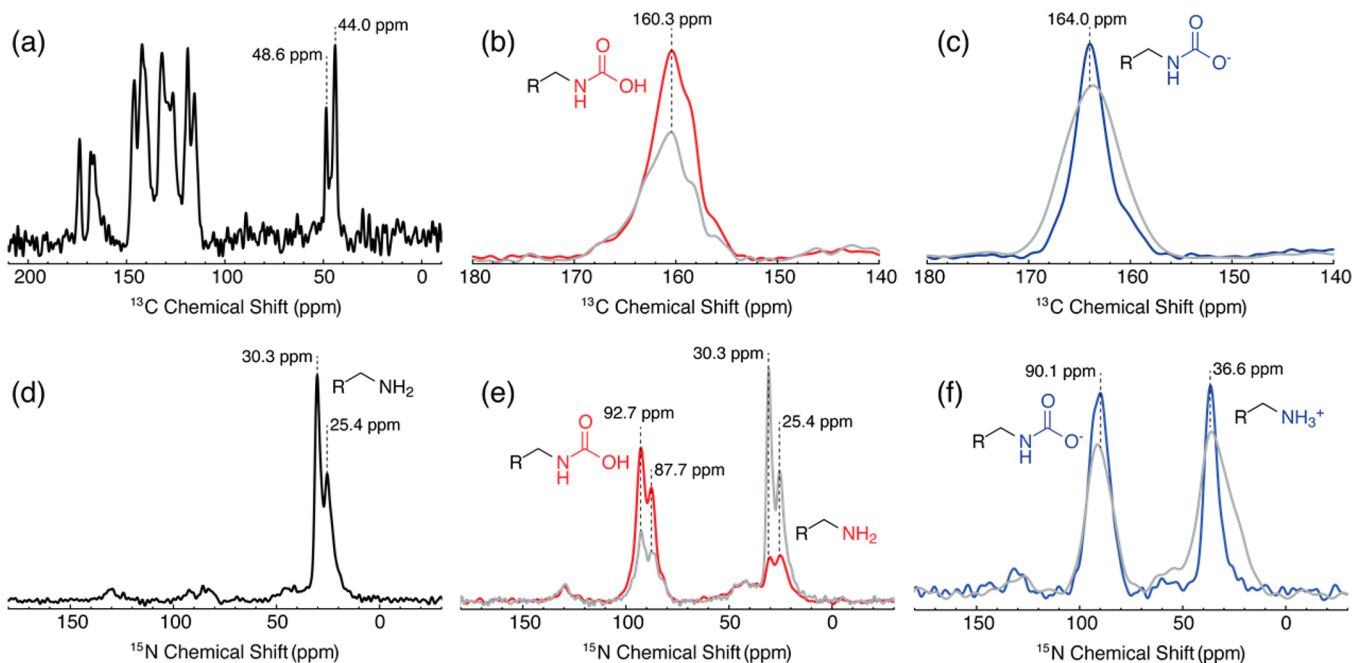 (a)
44.0 ppm
48.6 ppm
200 150 100 50 0
¹³C Chemical Shift (ppm)
(b)
160.3 ppm
R N H O OH
180 170 160 150 140
¹³C Chemical Shift (ppm)
(c)
164.0 ppm
R N H O O⁻
180 170 160 150 140
¹³C Chemical Shift (ppm)
(d)
30.3 ppm
R NH₂
25.4 ppm
150 100 50 0
¹⁵N Chemical Shift (ppm)
(e)
30.3 ppm
92.7 ppm
25.4 ppm
R N H O OH
87.7 ppm
R NH₂
150 100 50 0
¹⁵N Chemical Shift (ppm)
(f)
90.1 ppm
36.6 ppm
R N H O O⁻
R NH₃⁺
150 100 50 0
¹⁵N Chemical Shift (ppm)